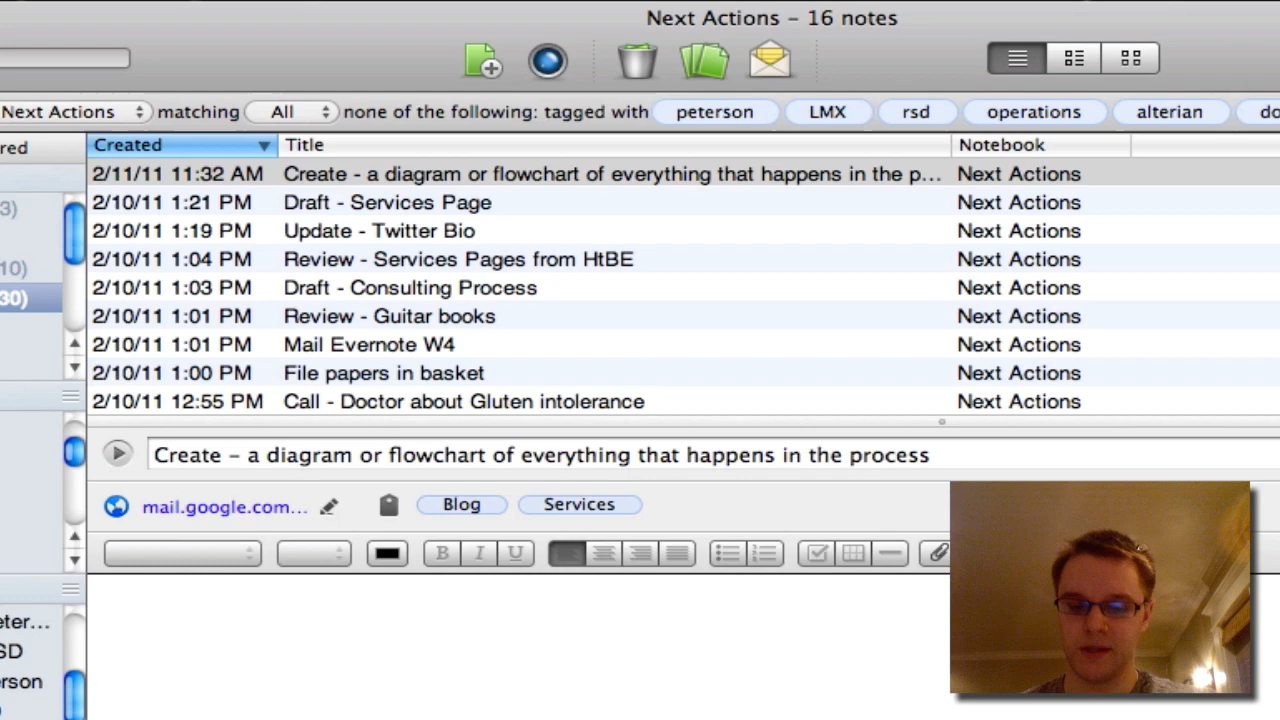 Next Actions – 16 notes
Next Actions matching All none of the following: tagged with peterson LMX rsd operations alterian do
red Created Title Notebook
2/11/11 11:32 AM Create - a diagram or flowchart of everything that happens in the p... Next Actions
3) 2/10/11 1:21 PM Draft - Services Page Next Actions
2/10/11 1:19 PM Update - Twitter Bio Next Actions
10) 2/10/11 1:04 PM Review - Services Pages from HtBE Next Actions
30) 2/10/11 1:03 PM Draft - Consulting Process Next Actions
2/10/11 1:01 PM Review - Guitar books Next Actions
2/10/11 1:01 PM Mail Evernote W4 Next Actions
2/10/11 1:00 PM File papers in basket Next Actions
2/10/11 12:55 PM Call - Doctor about Gluten intolerance Next Actions
Create – a diagram or flowchart of everything that happens in the process
mail.google.com... Blog Services
B I U
eter...
SD
erson